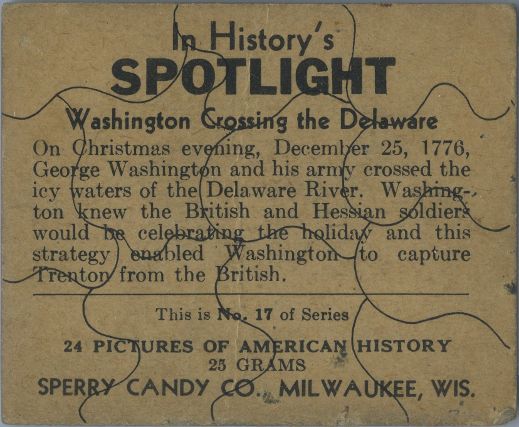 In History's
SPOTLIGHT
Washington Crossing the Delaware
On Christmas evening, December 25, 1776,
George Washington and his army crossed the
icy waters of the Delaware River. Washing-
ton knew the British and Hessian soldiers
would be celebrating the holiday and this
strategy enabled Washington to capture
Trenton from the British.
This is No. 17 of Series
24 PICTURES OF AMERICAN HISTORY
25 GRAMS
SPERRY CANDY CO. MILWAUKEE, WIS.